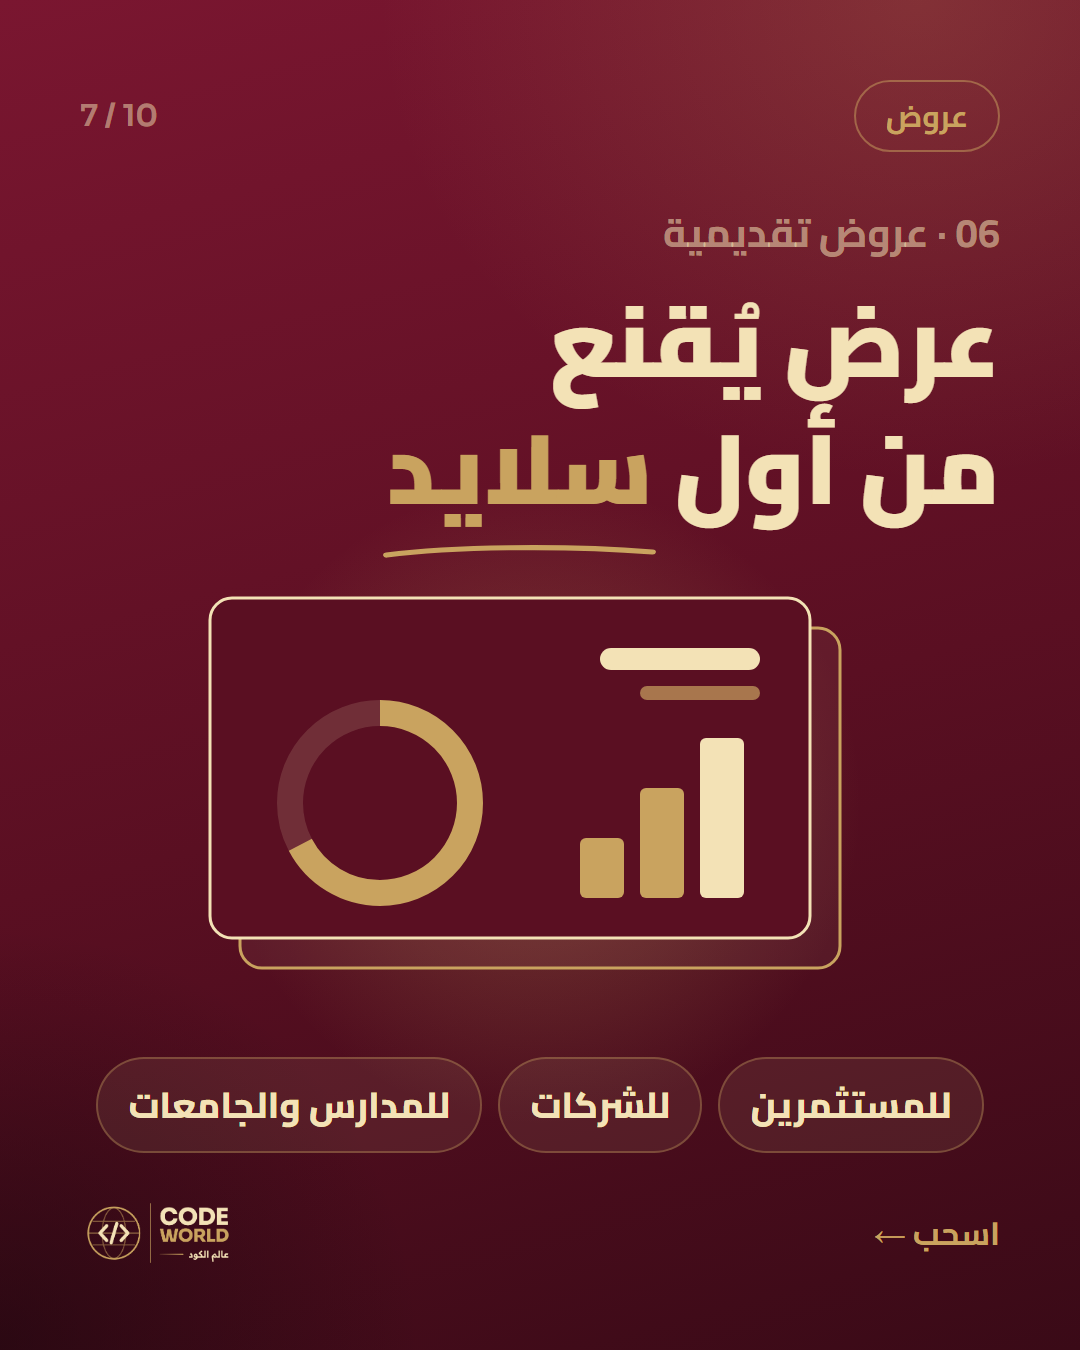 عروض
7 / 10
06 · عروض تقديمية
عرض يُقنع
من أول سلايد
للمستثمرين
للشركات
للمدارس والجامعات
اسحب ←
</>
CODE
WORLD
عالم الكود